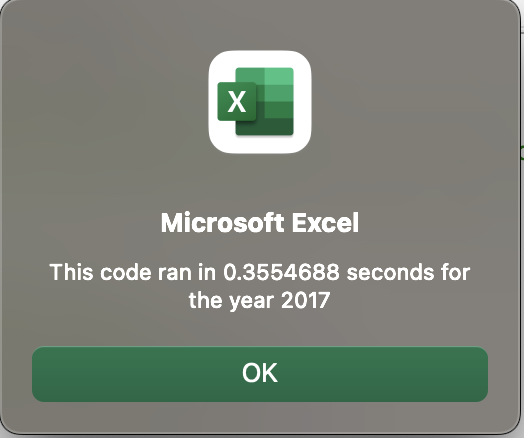 X
Microsoft Excel
This code ran in 0.3554688 seconds for
the year 2017
OK